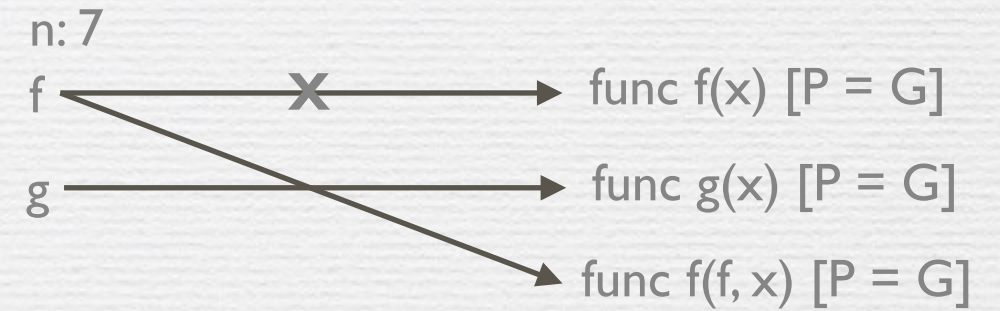 n: 7
f X func f(x) [P = G]
g func g(x) [P = G]
func f(f, x) [P = G]